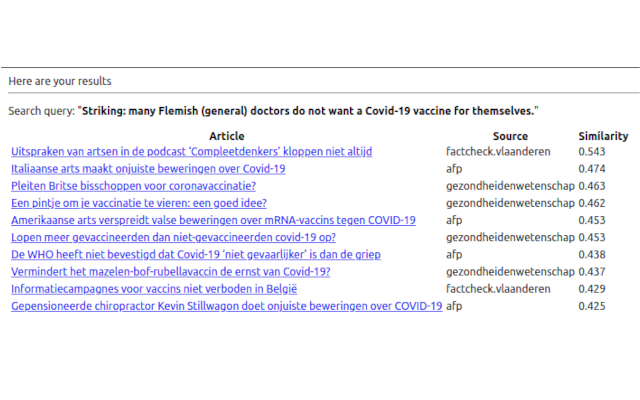 Here are your results
Search query: "Striking: many Flemish (general) doctors do not want a Covid-19 vaccine for themselves."
Article Source Similarity
Uitspraken van artsen in de podcast ‘Compleetdenkers’ kloppen niet altijd factcheck.vlaanderen 0.543
Italiaanse arts maakt onjuiste beweringen over Covid-19 afp 0.474
Pleiten Britse bisschoppen voor coronavaccinatie? gezondheidenwetenschap 0.463
Een pintje om je vaccinatie te vieren: een goed idee? gezondheidenwetenschap 0.462
Amerikaanse arts verspreidt valse beweringen over mRNA-vaccins tegen COVID-19 afp 0.453
Lopen meer gevaccineerden dan niet-gevaccineerden covid-19 op? gezondheidenwetenschap 0.453
De WHO heeft niet bevestigd dat Covid-19 ‘niet gevaarlijker’ is dan de griep afp 0.438
Vermindert het mazelen-bof-rubellavaccin de ernst van Covid-19? gezondheidenwetenschap 0.437
Informatiecampagnes voor vaccins niet verboden in België factcheck.vlaanderen 0.429
Gepensioneerde chiropractor Kevin Stillwagon doet onjuiste beweringen over COVID-19 afp 0.425